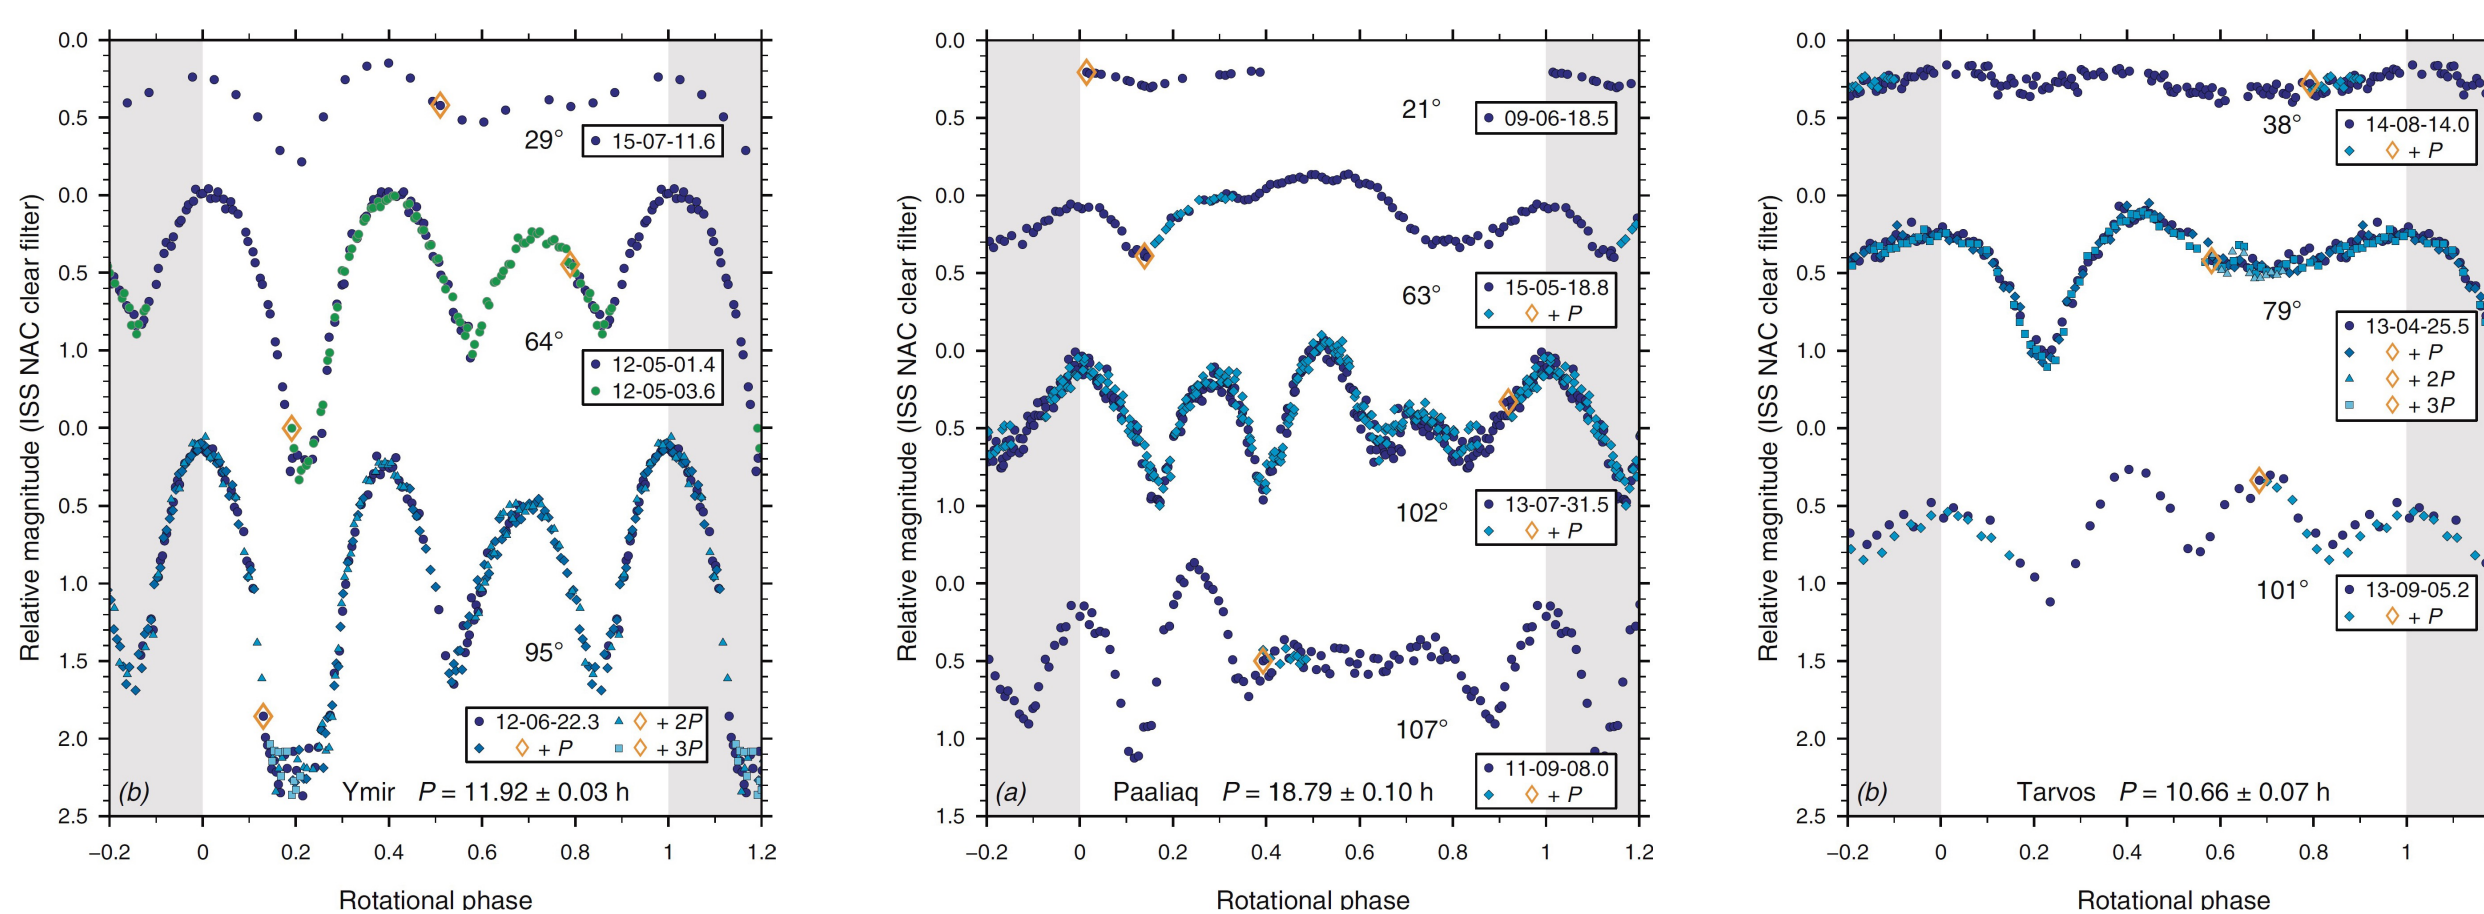 Relative magnitude (ISS NAC clear filter)
Relative magnitude (ISS NAC clear filter)
0.0
0.5
0.0
0.5
1.0
0.0
0.5
1.0
1.5
2.0
2.5
29°
15-07-11.6
64°
12-05-01.4
12-05-03.6
95°
12-06-22.3
+ P
+ 2P
+ 3P
(b) Ymir P = 11.92 ± 0.03 h
−0.2 0 0.2 0.4 0.6 0.8 1 1.2
Rotational phase
Relative magnitude (ISS NAC clear filter)
0.0
0.5
0.0
0.5
0.0
0.5
1.0
0.0
0.5
1.0
1.5
21°
09-06-18.5
63°
15-05-18.8
+ P
102°
13-07-31.5
+ P
107°
11-09-08.0
+ P
(a) Paaliaq P = 18.79 ± 0.10 h
−0.2 0 0.2 0.4 0.6 0.8 1 1.2
Rotational phase
0.0
0.5
0.0
0.5
1.0
0.0
0.5
1.0
1.5
2.0
2.5
38°
14-08-14.0
+ P
79°
13-04-25.5
+ P
+ 2P
+ 3P
101°
13-09-05.2
+ P
(b) Tarvos P = 10.66 ± 0.07 h
−0.2 0 0.2 0.4 0.6 0.8 1
Rotational phase